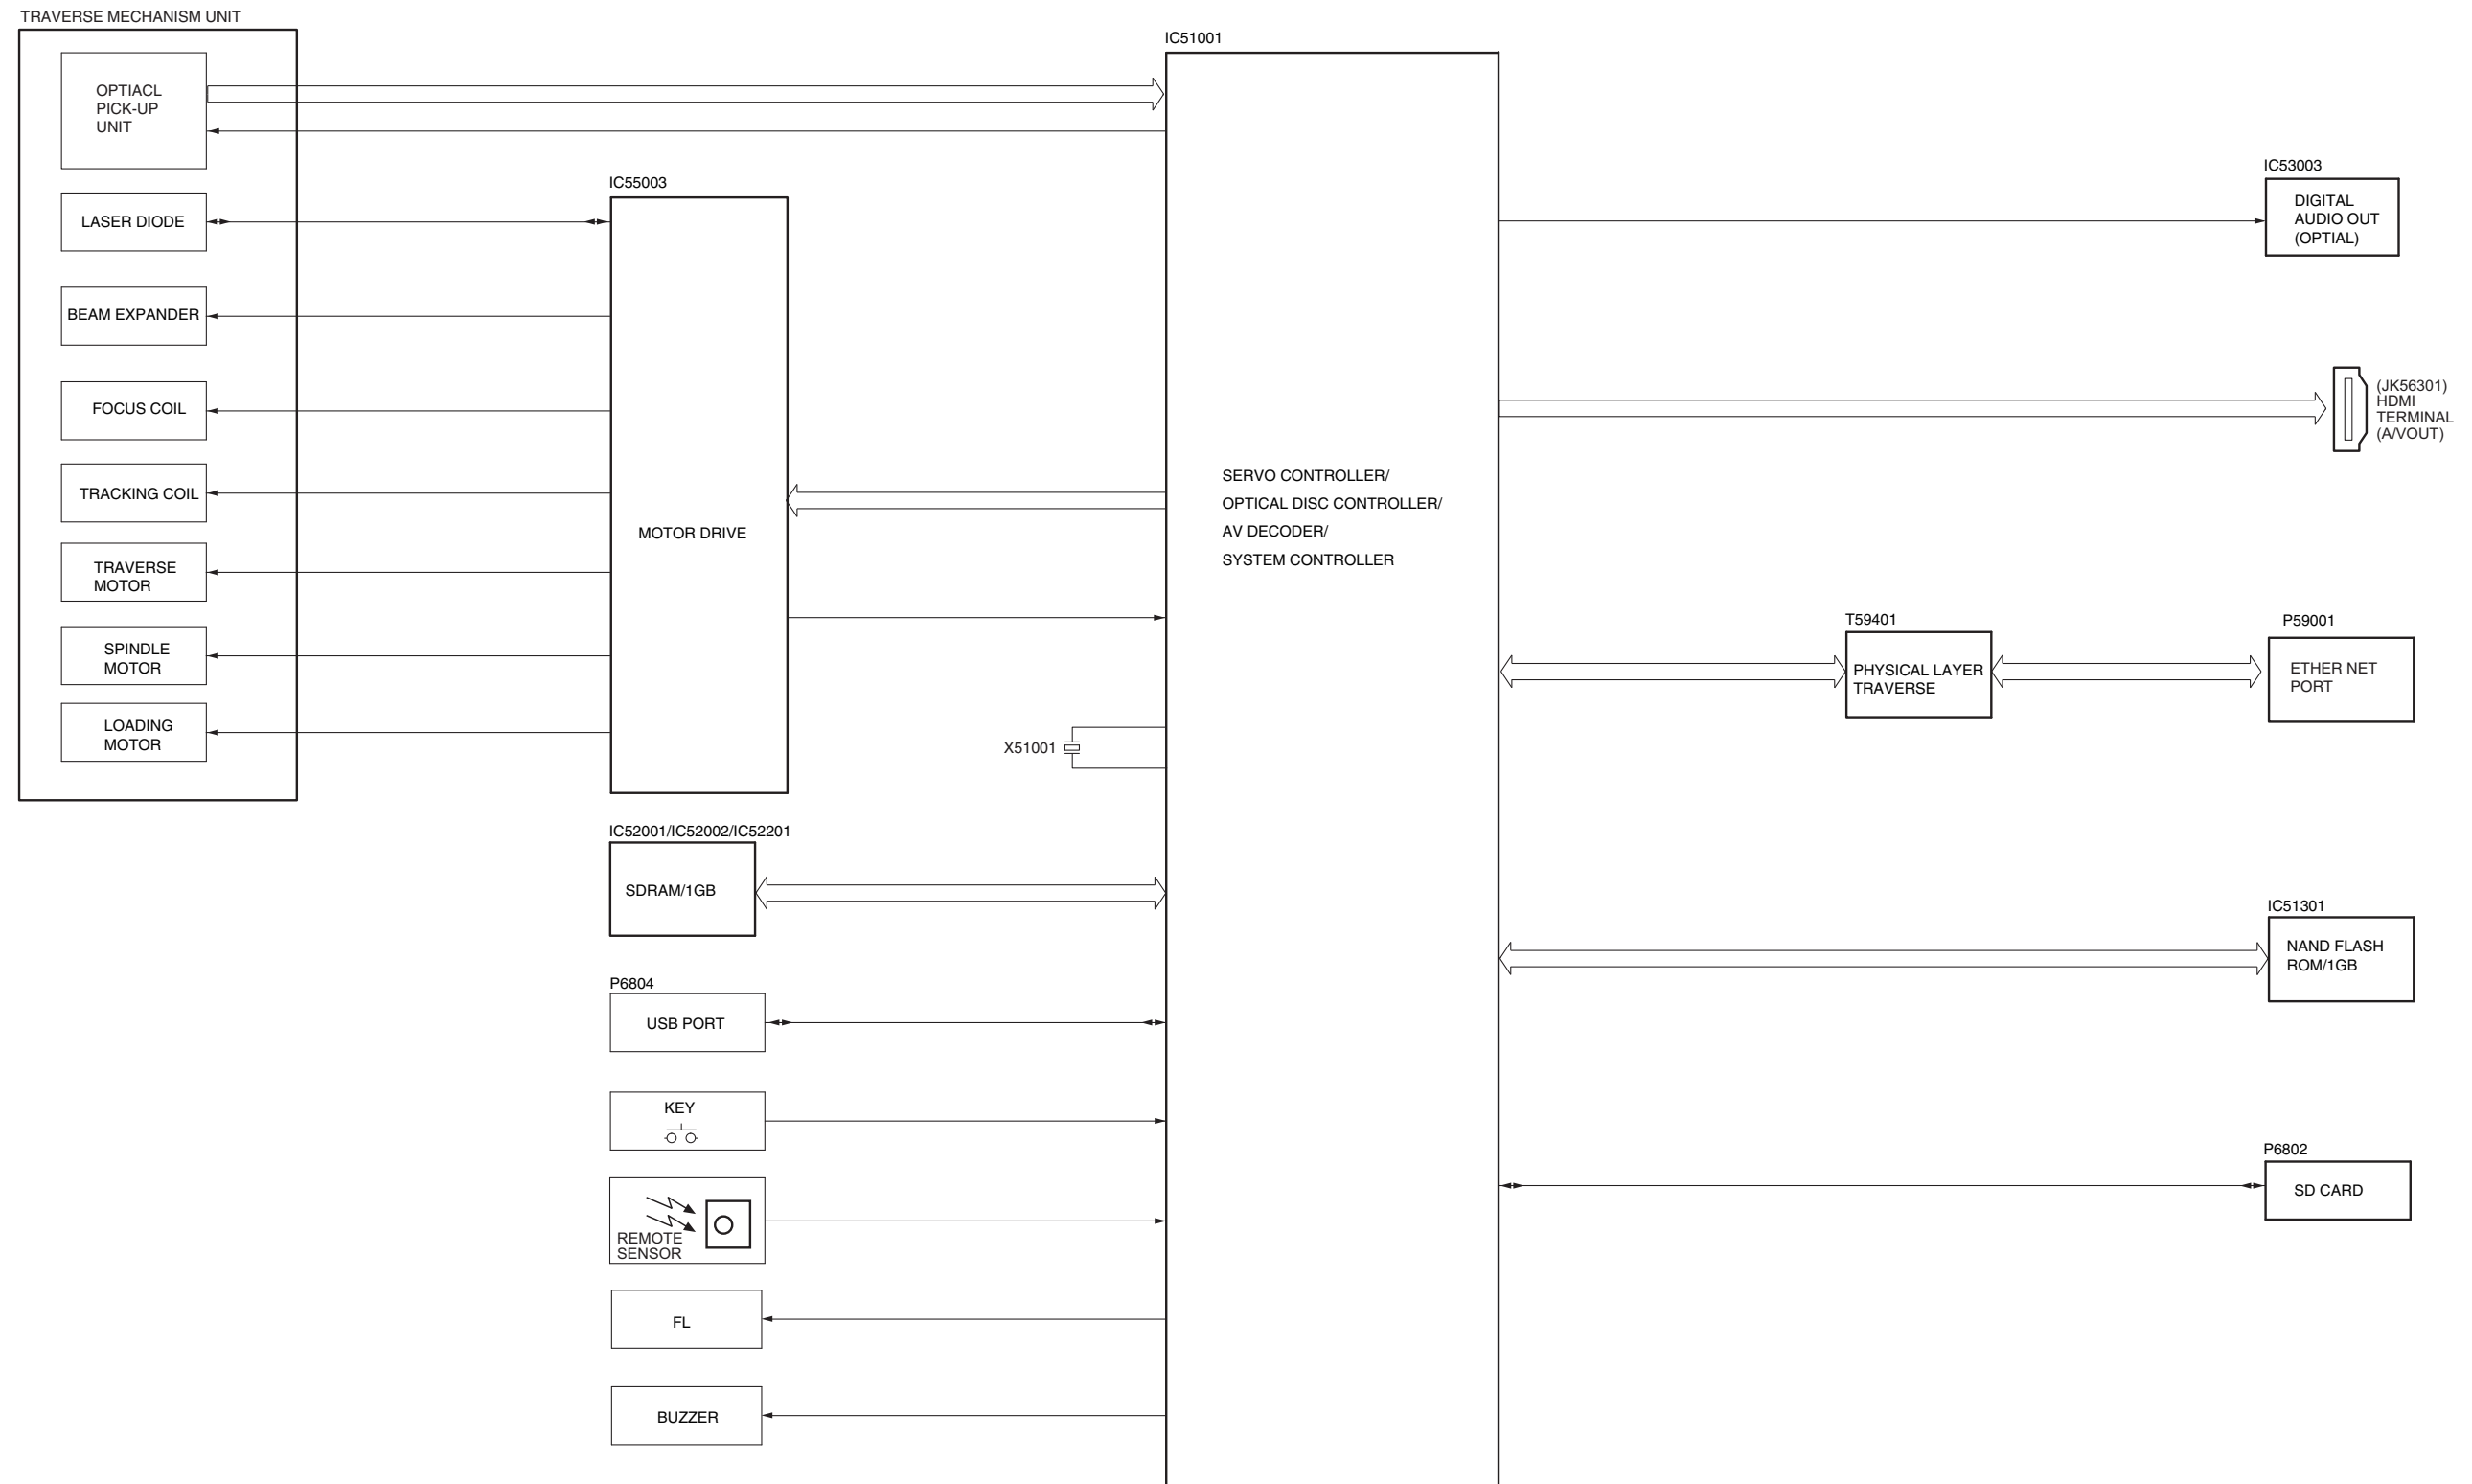 TRAVERSE MECHANISM UNIT
OPTIACL
PICK-UP
UNIT
LASER DIODE
BEAM EXPANDER
FOCUS COIL
TRACKING COIL
TRAVERSE
MOTOR
SPINDLE
MOTOR
LOADING
MOTOR
IC55003
MOTOR DRIVE
IC52001/IC52002/IC52201
SDRAM/1GB
P6804
USB PORT
KEY
REMOTE
SENSOR
FL
BUZZER
X51001
IC51001
SERVO CONTROLLER/
OPTICAL DISC CONTROLLER/
AV DECODER/
SYSTEM CONTROLLER
IC53003
DIGITAL
AUDIO OUT
(OPTIAL)
(JK56301)
HDMI
TERMINAL
(A/VOUT)
T59401
PHYSICAL LAYER
TRAVERSE
P59001
ETHER NET
PORT
IC51301
NAND FLASH
ROM/1GB
P6802
SD CARD